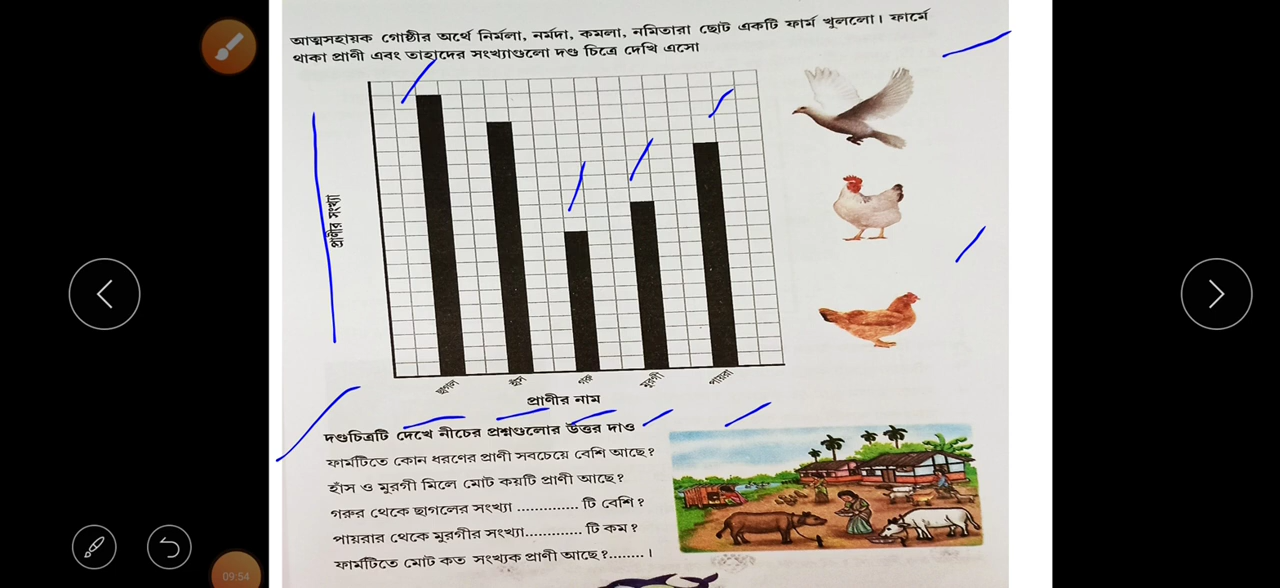 আত্মসহায়ক গোষ্ঠীর অর্থে নির্মলা, নর্মদা, কমলা, নমিতারা ছোট একটি ফার্ম খুললো। ফার্মে
থাকা প্রাণী এবং তাহাদের সংখ্যাগুলো দণ্ড চিত্রে দেখি এসো
প্রাণীর সংখ্যা
ছাগল
হাঁস
গরু
মুরগী
পায়রা
প্রাণীর নাম
দণ্ডচিত্রটি দেখে নীচের প্রশ্নগুলোর উত্তর দাও
ফার্মটিতে কোন ধরণের প্রাণী সবচেয়ে বেশি আছে?
হাঁস ও মুরগী মিলে মোট কয়টি প্রাণী আছে?
গরুর থেকে ছাগলের সংখ্যা .............. টি বেশি?
পায়রার থেকে মুরগীর সংখ্যা............. টি কম?
ফার্মটিতে মোট কত সংখ্যক প্রাণী আছে?........ ।
09:54